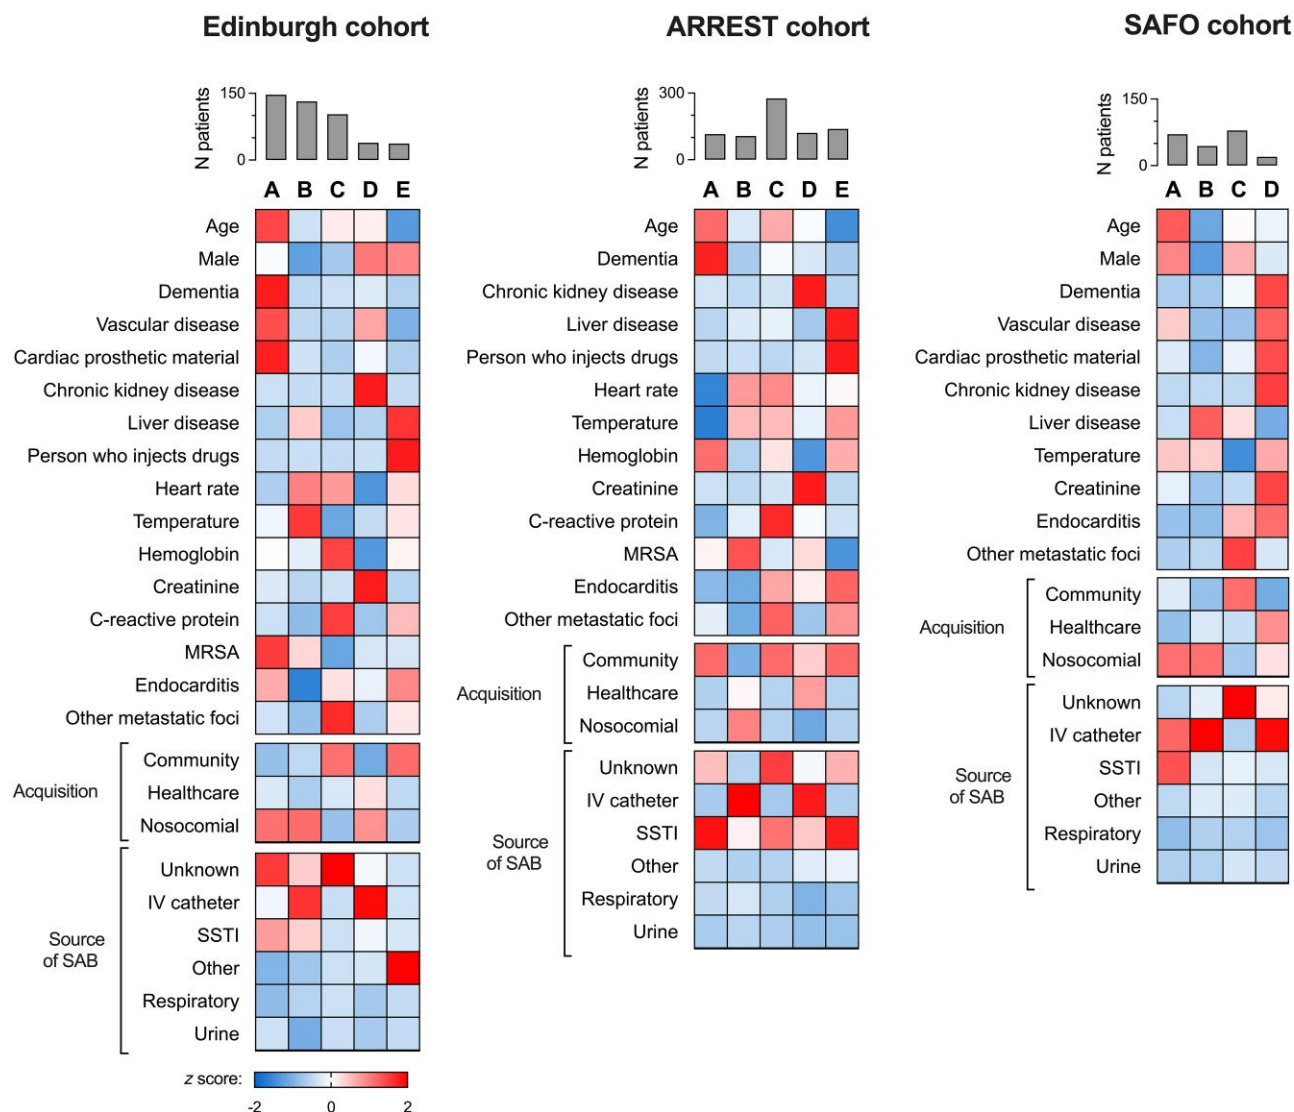 Edinburgh cohort
N patients
150
0
A B C D E
Age
Male
Dementia
Vascular disease
Cardiac prosthetic material
Chronic kidney disease
Liver disease
Person who injects drugs
Heart rate
Temperature
Hemoglobin
Creatinine
C-reactive protein
MRSA
Endocarditis
Other metastatic foci
Acquisition
Community
Healthcare
Nosocomial
Source
of SAB
Unknown
IV catheter
SSTI
Other
Respiratory
Urine
z score:
-2 0 2
ARREST cohort
N patients
300
0
A B C D E
Age
Dementia
Chronic kidney disease
Liver disease
Person who injects drugs
Heart rate
Temperature
Hemoglobin
Creatinine
C-reactive protein
MRSA
Endocarditis
Other metastatic foci
Acquisition
Community
Healthcare
Nosocomial
Source
of SAB
Unknown
IV catheter
SSTI
Other
Respiratory
Urine
SAFO cohort
N patients
150
0
A B C D
Age
Male
Dementia
Vascular disease
Cardiac prosthetic material
Chronic kidney disease
Liver disease
Temperature
Creatinine
Endocarditis
Other metastatic foci
Acquisition
Community
Healthcare
Nosocomial
Source
of SAB
Unknown
IV catheter
SSTI
Other
Respiratory
Urine